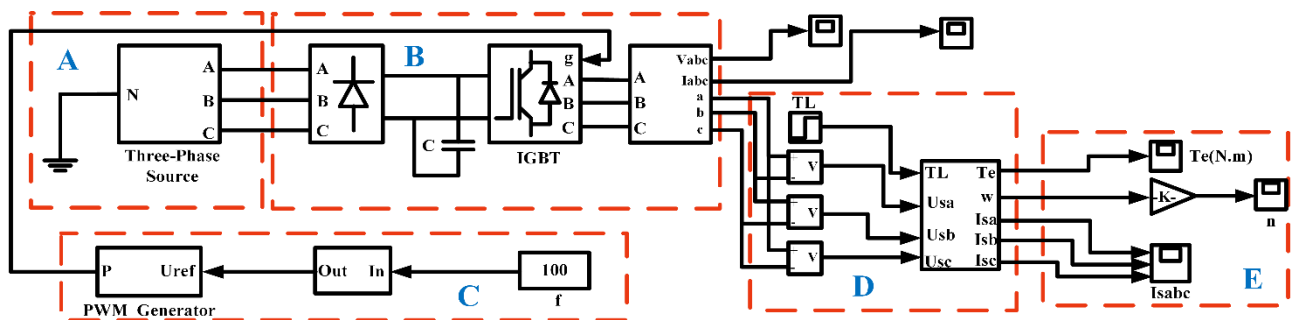 A
N
A
B
C
Three-Phase
Source
B
A
B
C
C
g
A
B
C
IGBT
A
B
C
Vabc
Iabc
a
b
c
TL
V
V
V
TL
Usa
Usb
Usc
Te
w
Isa
Isb
Isc
D
Te(N.m)
-K-
n
Isabc
E
P
Uref
PWM Generator
Out
In
100
f
C